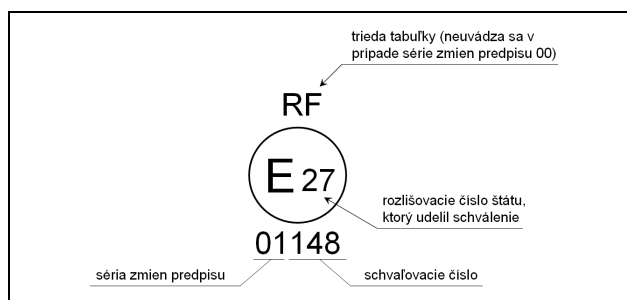 trieda tabuľky (neuvádza sa v
prípade série zmien predpisu 00)
RF
E 27
rozlišovacie číslo štátu,
ktorý udelil schválenie
01148
séria zmien predpisu
schvaľovacie číslo